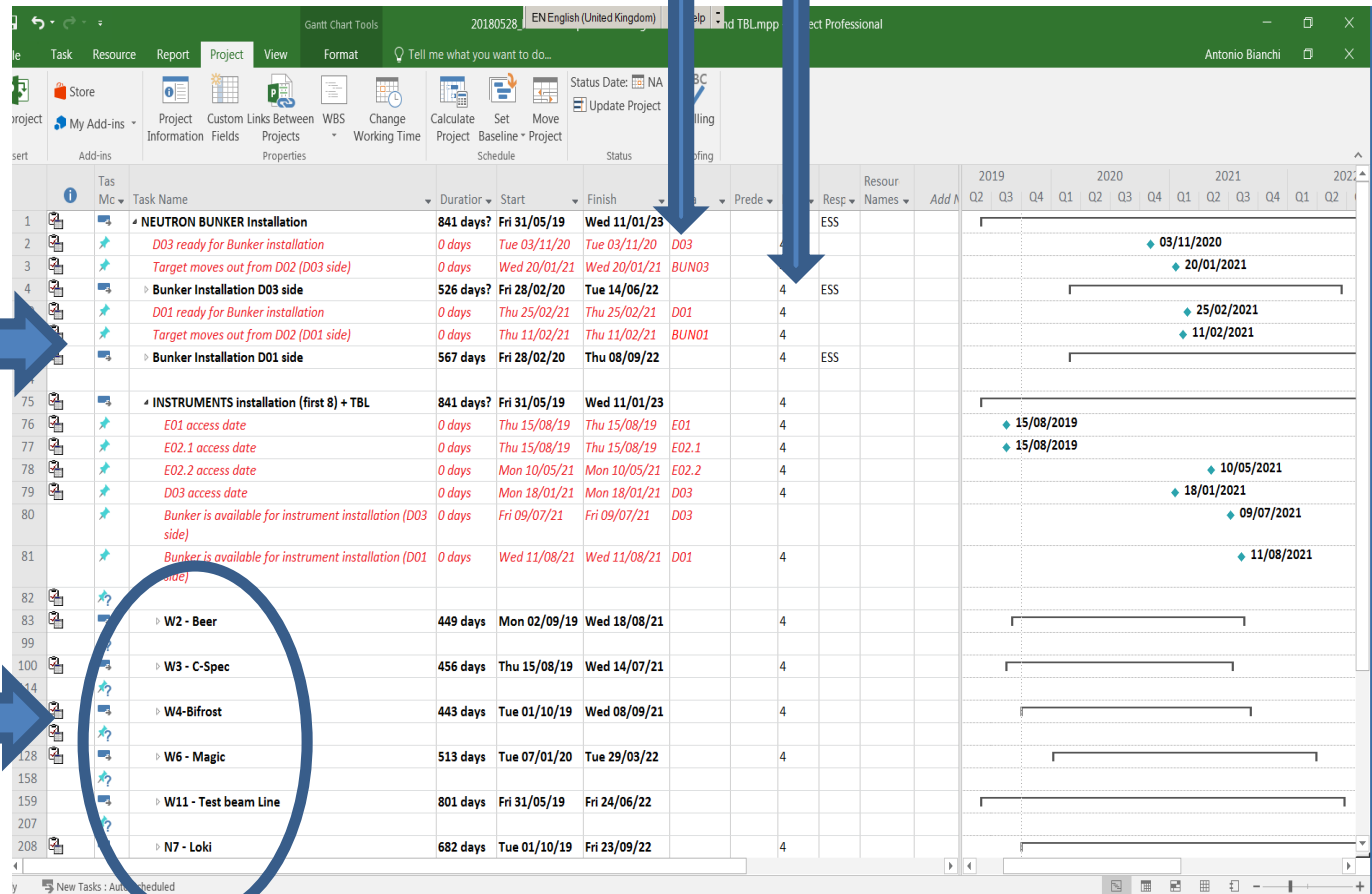 Gantt Chart Tools 20180528_ EN English (United Kingdom) elp nd TBL.mpp ect Professional
Task Resource Report Project View Format Tell me what you want to do... Antonio Bianchi
Store
My Add-ins
Add-ins
Project Information
Custom Fields
Links Between Projects
WBS
Change Working Time
Properties
Calculate Project
Set Baseline
Move Project
Schedule
Status Date: NA
Update Project
Status
Tas Mc Task Name Duration Start Finish Prede Resp Resour Names Add N
2019 2020 2021 2022
Q2 Q3 Q4 Q1 Q2 Q3 Q4 Q1 Q2 Q3 Q4 Q1 Q2
1 NEUTRON BUNKER Installation 841 days? Fri 31/05/19 Wed 11/01/23 ESS
2 D03 ready for Bunker installation 0 days Tue 03/11/20 Tue 03/11/20 D03 03/11/2020
3 Target moves out from D02 (D03 side) 0 days Wed 20/01/21 Wed 20/01/21 BUN03 20/01/2021
4 Bunker Installation D03 side 526 days? Fri 28/02/20 Tue 14/06/22 4 ESS
D01 ready for Bunker installation 0 days Thu 25/02/21 Thu 25/02/21 D01 4 25/02/2021
Target moves out from D02 (D01 side) 0 days Thu 11/02/21 Thu 11/02/21 BUN01 4 11/02/2021
Bunker Installation D01 side 567 days Fri 28/02/20 Thu 08/09/22 4 ESS
75 INSTRUMENTS installation (first 8) + TBL 841 days? Fri 31/05/19 Wed 11/01/23 4
76 E01 access date 0 days Thu 15/08/19 Thu 15/08/19 E01 4 15/08/2019
77 E02.1 access date 0 days Thu 15/08/19 Thu 15/08/19 E02.1 4 15/08/2019
78 E02.2 access date 0 days Mon 10/05/21 Mon 10/05/21 E02.2 4 10/05/2021
79 D03 access date 0 days Mon 18/01/21 Mon 18/01/21 D03 4 18/01/2021
80 Bunker is available for instrument installation (D03 0 days Fri 09/07/21 Fri 09/07/21 D03 09/07/2021
side)
81 Bunker is available for instrument installation (D01 0 days Wed 11/08/21 Wed 11/08/21 D01 4 11/08/2021
side)
82
83 W2 - Beer 449 days Mon 02/09/19 Wed 18/08/21 4
99
100 W3 - C-Spec 456 days Thu 15/08/19 Wed 14/07/21 4
W4-Bifrost 443 days Tue 01/10/19 Wed 08/09/21 4
128 W6 - Magic 513 days Tue 07/01/20 Tue 29/03/22 4
158
159 W11 - Test beam Line 801 days Fri 31/05/19 Fri 24/06/22
207
208 N7 - Loki 682 days Tue 01/10/19 Fri 23/09/22 4
New Tasks : Auto Scheduled